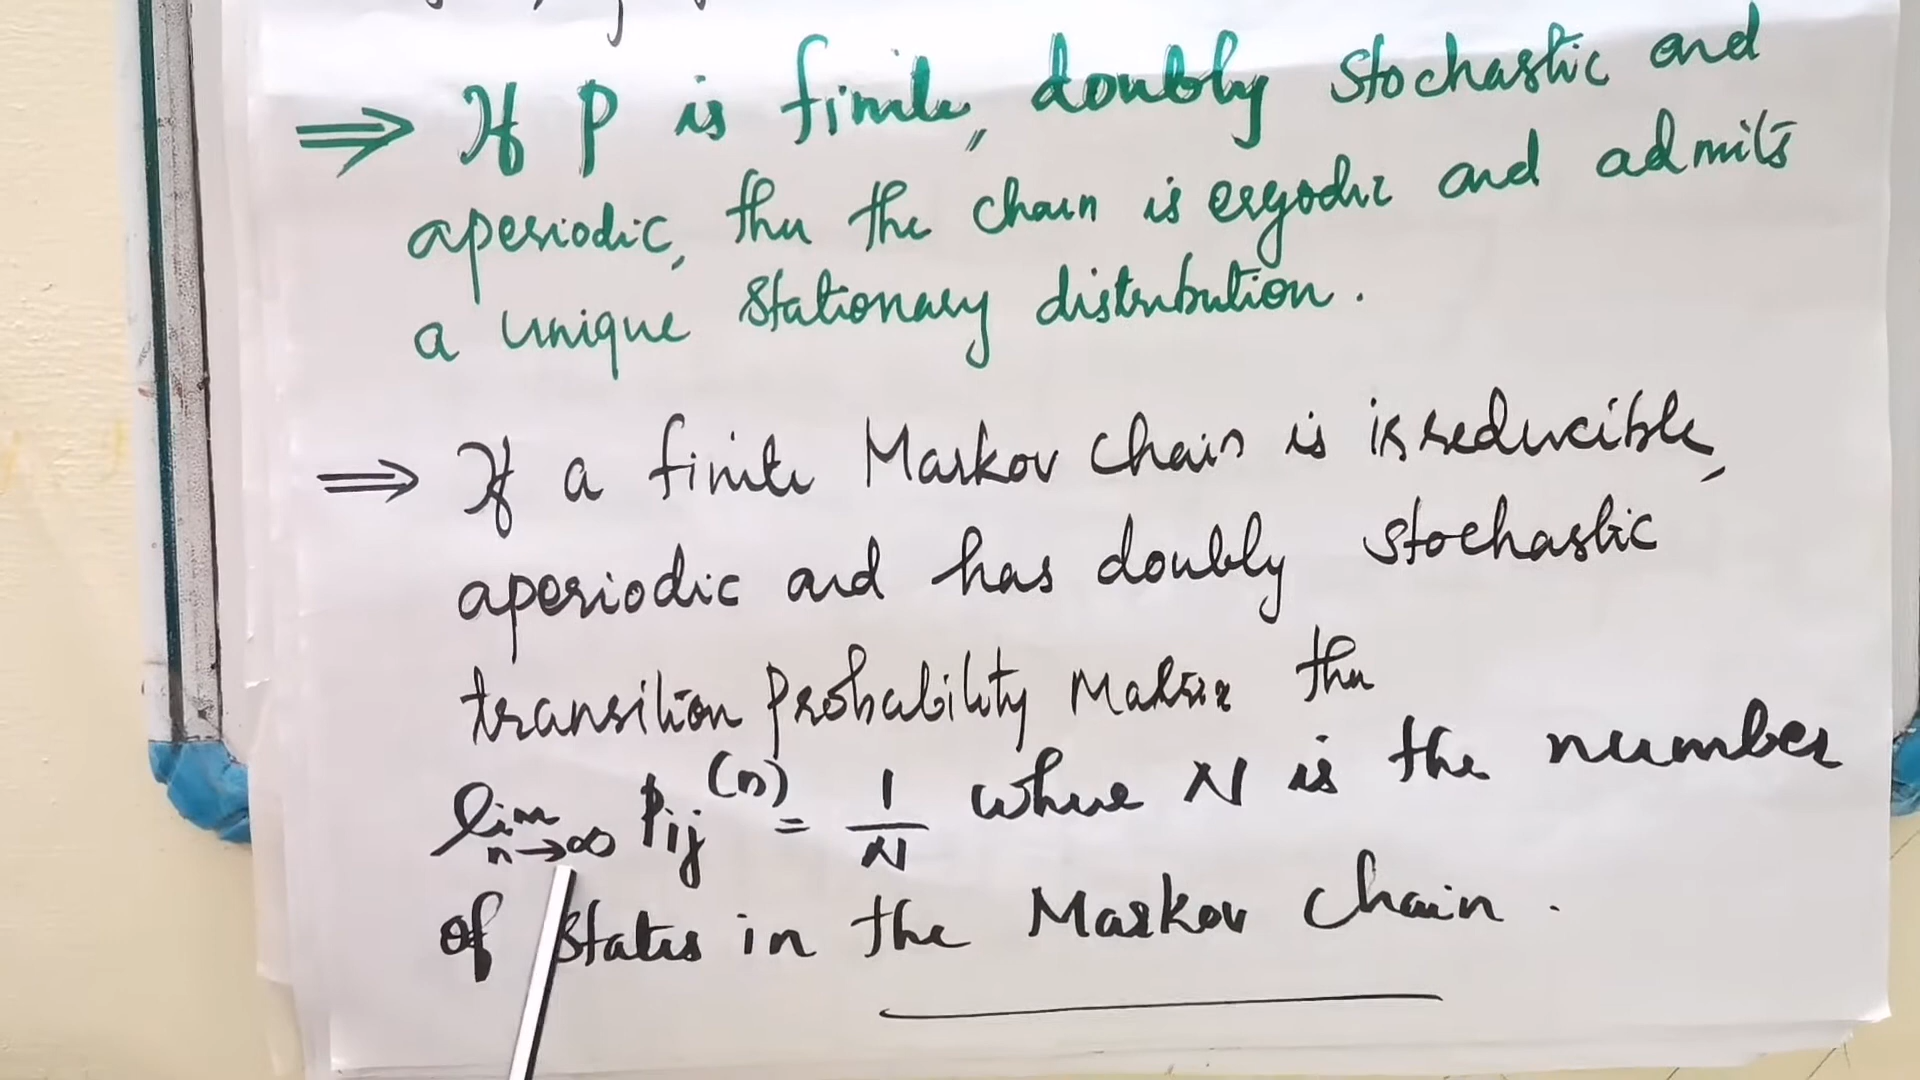 ⇒ If P is finite, doubly stochastic and
aperiodic, then the chain is ergodic and admits
a unique stationary distribution.
⇒ If a finite Markov chain is irreducible,
aperiodic and has doubly stochastic
transition probability Matrix then
lim n→∞ Pij^(n) = 1/N where N is the number
of states in the Markov chain.